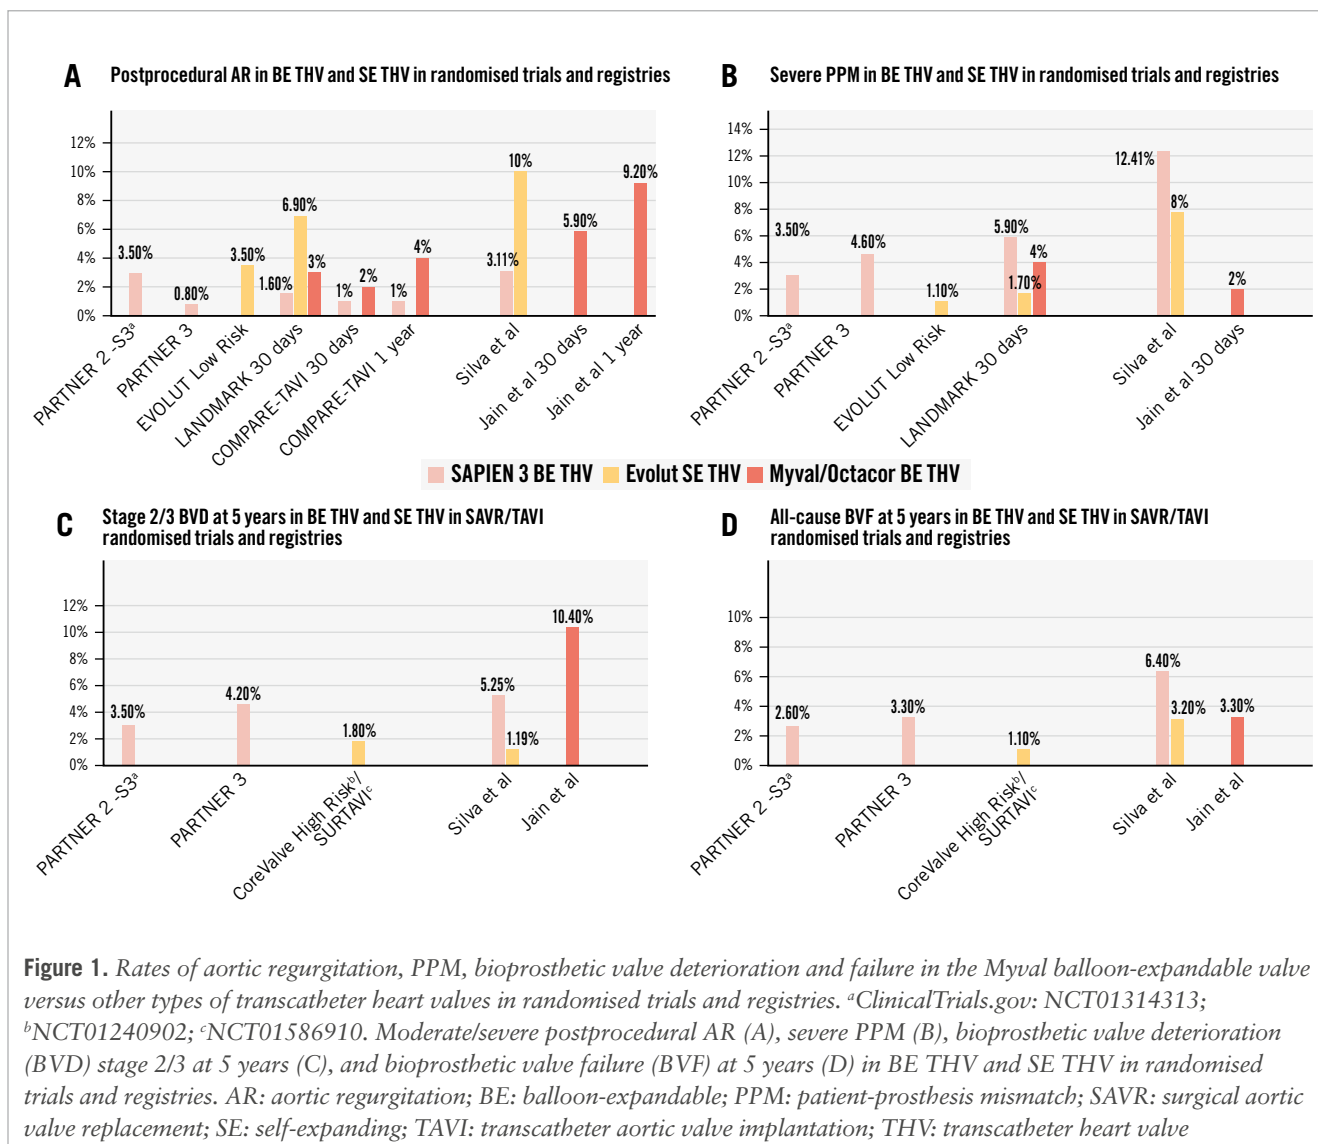 A Postprocedural AR in BE THV and SE THV in randomised trials and registries
12%
10%
8%
6%
4%
2%
0%
3.50%
0.80%
3.50%
1.60%
6.90%
3%
1%
2%
1%
4%
3.11%
10%
5.90%
9.20%
PARTNER 2 -S3ᵃ
PARTNER 3
EVOLUT Low Risk
LANDMARK 30 days
COMPARE-TAVI 30 days
COMPARE-TAVI 1 year
Silva et al
Jain et al 30 days
Jain et al 1 year
B Severe PPM in BE THV and SE THV in randomised trials and registries
14%
12%
10%
8%
6%
4%
2%
0%
3.50%
4.60%
1.10%
5.90%
1.70%
4%
12.41%
8%
2%
PARTNER 2 -S3ᵃ
PARTNER 3
EVOLUT Low Risk
LANDMARK 30 days
Silva et al
Jain et al 30 days
SAPIEN 3 BE THV Evolut SE THV Myval/Octacor BE THV
C Stage 2/3 BVD at 5 years in BE THV and SE THV in SAVR/TAVI
randomised trials and registries
12%
10%
8%
6%
4%
2%
0%
3.50%
4.20%
1.80%
5.25%
1.19%
10.40%
PARTNER 2 -S3ᵃ
PARTNER 3
CoreValve High Riskᵇ/
SURTAVIᶜ
Silva et al
Jain et al
D All-cause BVF at 5 years in BE THV and SE THV in SAVR/TAVI
randomised trials and registries
10%
8%
6%
4%
2%
0%
2.60%
3.30%
1.10%
6.40%
3.20%
3.30%
PARTNER 2 -S3ᵃ
PARTNER 3
CoreValve High Riskᵇ/
SURTAVIᶜ
Silva et al
Jain et al
Figure 1. Rates of aortic regurgitation, PPM, bioprosthetic valve deterioration and failure in the Myval balloon-expandable valve
versus other types of transcatheter heart valves in randomised trials and registries. ᵃClinicalTrials.gov: NCT01314313;
ᵇNCT01240902; ᶜNCT01586910. Moderate/severe postprocedural AR (A), severe PPM (B), bioprosthetic valve deterioration
(BVD) stage 2/3 at 5 years (C), and bioprosthetic valve failure (BVF) at 5 years (D) in BE THV and SE THV in randomised
trials and registries. AR: aortic regurgitation; BE: balloon-expandable; PPM: patient-prosthesis mismatch; SAVR: surgical aortic
valve replacement; SE: self-expanding; TAVI: transcatheter aortic valve implantation; THV: transcatheter heart valve